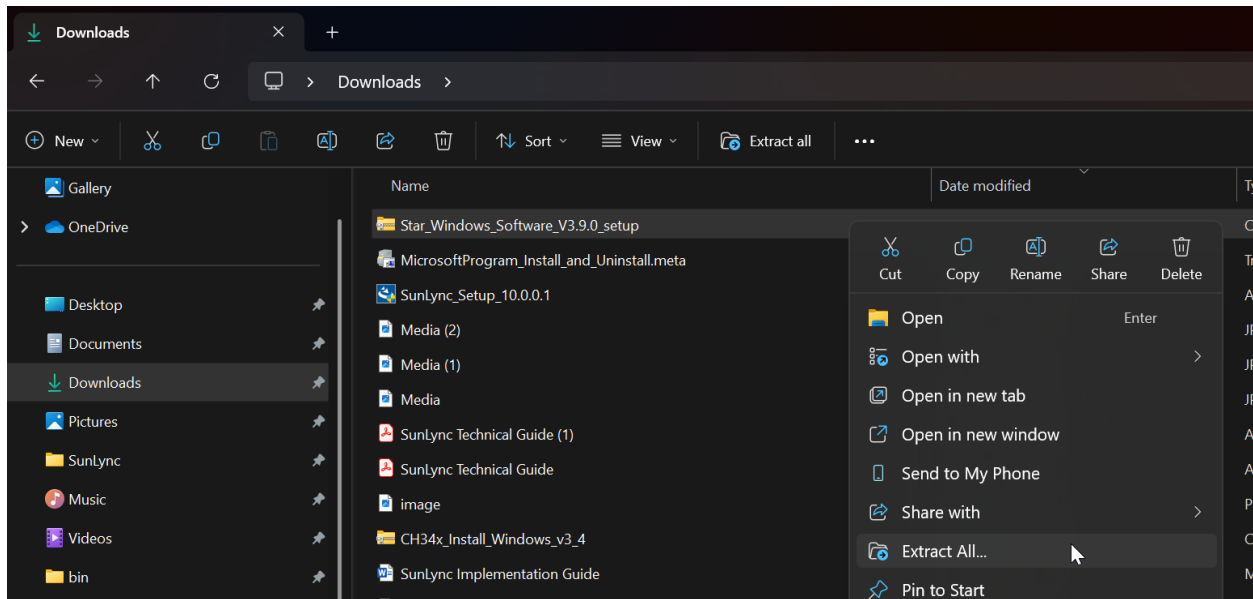 Downloads
Downloads
New
Sort
View
Extract all
Gallery
OneDrive
Desktop
Documents
Downloads
Pictures
SunLync
Music
Videos
bin
Name
Date modified
Star_Windows_Software_V3.9.0_setup
MicrosoftProgram_Install_and_Uninstall.meta
SunLync_Setup_10.0.0.1
Media (2)
Media (1)
Media
SunLync Technical Guide (1)
SunLync Technical Guide
image
CH34x_Install_Windows_v3_4
SunLync Implementation Guide
Cut Copy Rename Share Delete
Open Enter
Open with
Open in new tab
Open in new window
Send to My Phone
Share with
Extract All...
Pin to Start